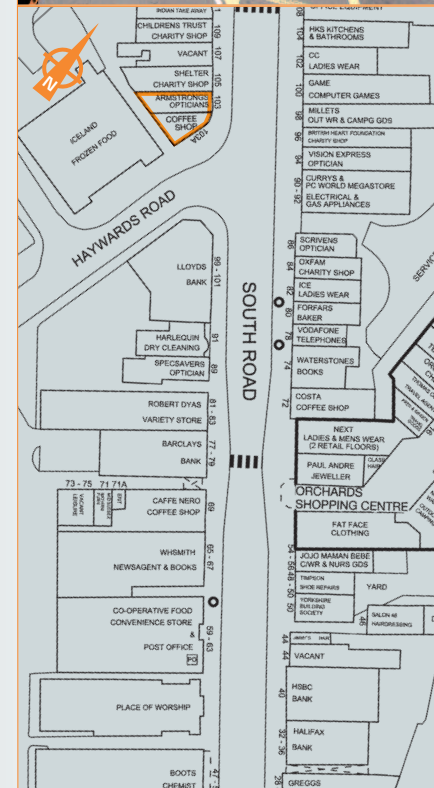 INDIAN TAKE AWAY
1
CHILDRENS TRUST
CHARITY SHOP
109
VACANT
107
SHELTER
CHARITY SHOP
105
ARMSTRONGS
OPTICIANS
103
COFFEE
SHOP
103A
ICELAND
FROZEN FOOD
N
HAYWARDS ROAD
LLOYDS
BANK
99 - 101
HARLEQUIN
DRY CLEANING
91
SPECSAVERS
OPTICIAN
89
ROBERT DYAS
VARIETY STORE
81 - 83
BARCLAYS
BANK
77 - 79
73 - 75
71
71A
VACANT
LEISURE
CAFFE NERO
COFFEE SHOP
69
WHSMITH
NEWSAGENT & BOOKS
65 - 67
CO-OPERATIVE FOOD
CONVENIENCE STORE
&
POST OFFICE
PO
59 - 63
PLACE OF WORSHIP
BOOTS
CHEMIST
SOUTH ROAD
108
OFFICE EQUIPMENT
HKS KITCHENS
& BATHROOMS
104
CC
LADIES WEAR
102
GAME
COMPUTER GAMES
100
MILLETS
OUT WR & CAMPG GDS
98
BRITISH HEART FOUNDATION
CHARITY SHOP
96
VISION EXPRESS
OPTICIAN
94
CURRYS &
PC WORLD MEGASTORE
ELECTRICAL &
GAS APPLIANCES
90 - 92
SCRIVENS
OPTICIAN
86
OXFAM
CHARITY SHOP
84
ICE
LADIES WEAR
82
FORFARS
BAKER
80
VODAFONE
TELEPHONES
78
WATERSTONES
BOOKS
74
COSTA
COFFEE SHOP
72
SERVIC
NEXT
LADIES & MENS WEAR
(2 RETAIL FLOORS)
PAUL ANDRE
JEWELLER
ORCHARDS
SHOPPING CENTRE
FAT FACE
CLOTHING
54 - 56
JOJO MAMAN BEBE
C/WR & NURS GDS
48 - 50
TIMPSON
SHOE REPAIRS
YARD
50
YORKSHIRE
BUILDING
SOCIETY
46
SALON 46
HAIRDRESSING
44
44
VACANT
40
HSBC
BANK
32 - 36
HALIFAX
BANK
28
GREGGS